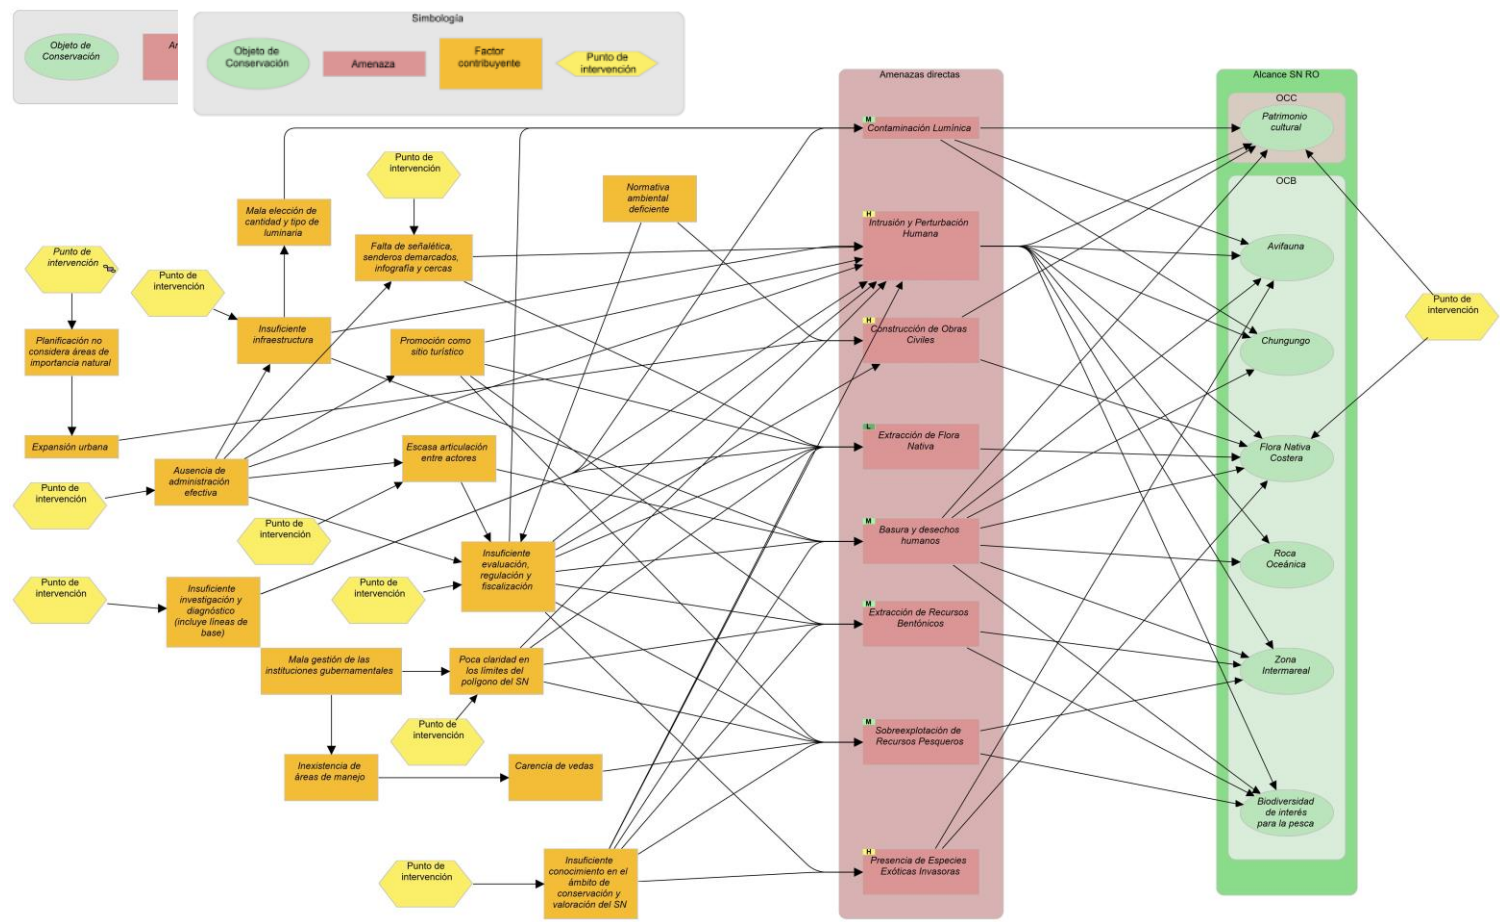 Simbología
Objeto de
Conservación
Objeto de
Conservación
Amenaza
Factor
contribuyente
Punto de
intervención
Amenazas directas
Alcance SN RO
OCC
Patrimonio
cultural
M
Contaminación Lumínica
Punto de
intervención
Normativa
ambiental
deficiente
OCB
Mala elección de
cantidad y tipo de
luminaria
H
Intrusión y Perturbación
Humana
Falta de señalética,
senderos demarcados,
infografía y cercas
Avifauna
Punto de
intervención
Punto de
intervención
Punto de
intervención
Insuficiente
infraestructura
H
Construcción de Obras
Civiles
Planificación no
considera áreas de
importancia natural
Promoción como
sitio turístico
Chungungo
Expansión urbana
Escasa articulación
entre actores
L
Extracción de Flora
Nativa
Flora Nativa
Costera
Ausencia de
administración
efectiva
Punto de
intervención
Punto de
intervención
M
Basura y desechos
humanos
Insuficiente
evaluación,
regulación y
fiscalización
Roca
Oceánica
Punto de
intervención
Insuficiente
investigación y
diagnóstico
(incluye líneas de
base)
Punto de
intervención
M
Extracción de Recursos
Bentónicos
Mala gestión de las
instituciones gubernamentales
Poca claridad en
los límites del
polígono del SN
Zona
Intermareal
Punto de
intervención
M
Sobreexplotación de
Recursos Pesqueros
Inexistencia de
áreas de manejo
Carencia de vedas
Biodiversidad
de interés
para la pesca
Punto de
intervención
Insuficiente
conocimiento en el
ámbito de
conservación y
valoración del SN
H
Presencia de Especies
Exóticas Invasoras